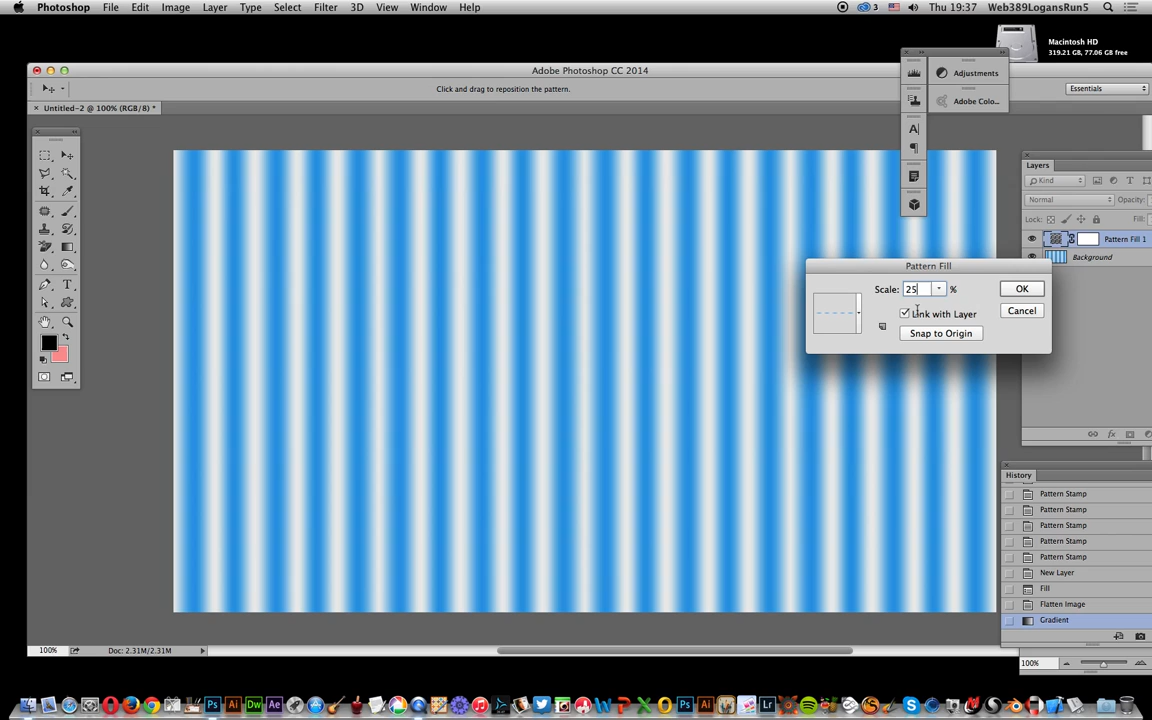 Photoshop File Edit Image Layer Type Select Filter 3D View Window Help
3 Thu 19:37 Web389LogansRun5
Macintosh HD
319.21 GB, 77.06 GB free
Adobe Photoshop CC 2014
Click and drag to reposition the pattern.
Essentials
Untitled-2 @ 100% (RGB/8) *
Adjustments
Adobe Colo...
Layers
Kind
Normal Opacity:
Lock: Fill:
Pattern Fill 1
Background
Pattern Fill
Scale: 25 %
OK
Link with Layer
Cancel
Snap to Origin
History
Pattern Stamp
Pattern Stamp
Pattern Stamp
Pattern Stamp
Pattern Stamp
New Layer
Fill
Flatten Image
Gradient
100% Doc: 2.31M/2.31M
100%